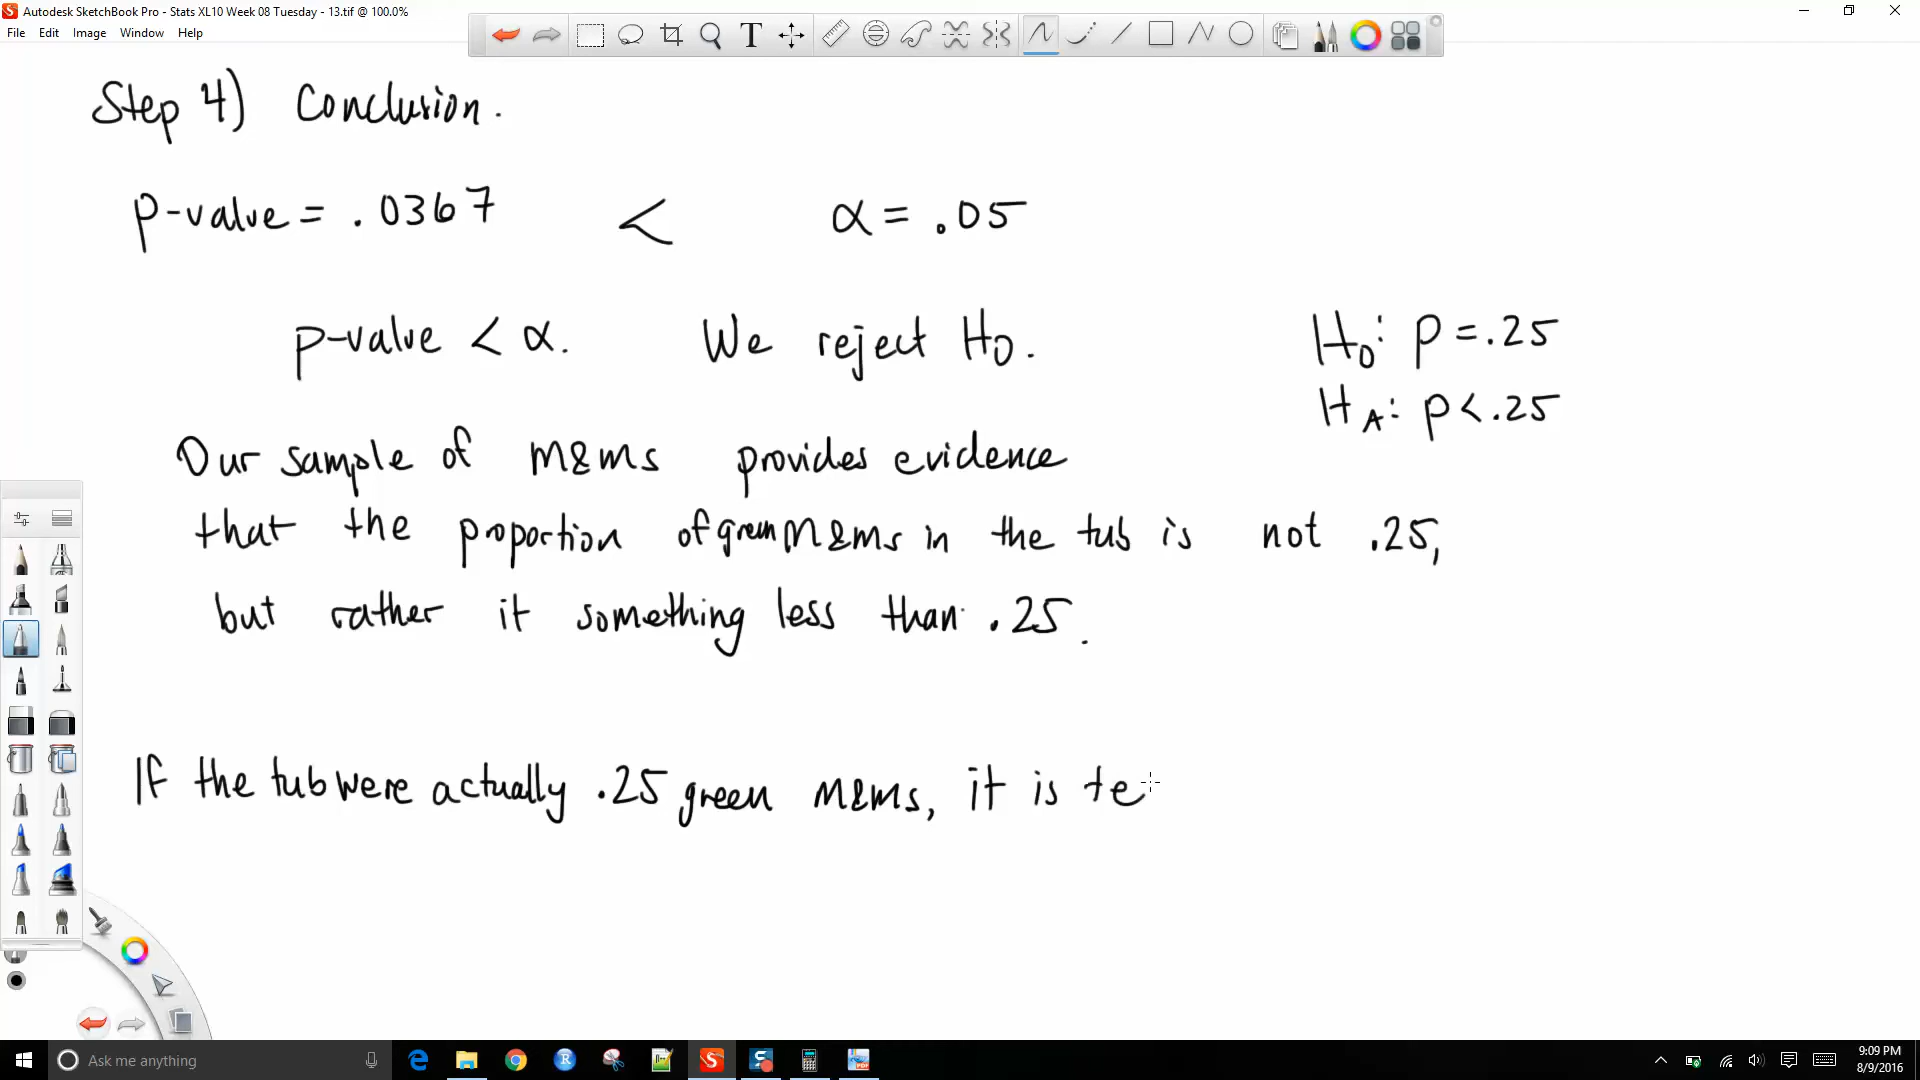 Autodesk SketchBook Pro - Stats XL10 Week 08 Tuesday - 13.tif @ 100.0%
File Edit Image Window Help
Step 4) Conclusion.
p-value = .0367 < α = .05
p-value < α. We reject H0.
H0: p = .25
HA: p < .25
Our sample of M&Ms provides evidence
that the proportion of green M&Ms in the tub is not .25,
but rather it something less than .25.
If the tub were actually .25 green M&Ms, it is te
Ask me anything
9:09 PM
8/9/2016